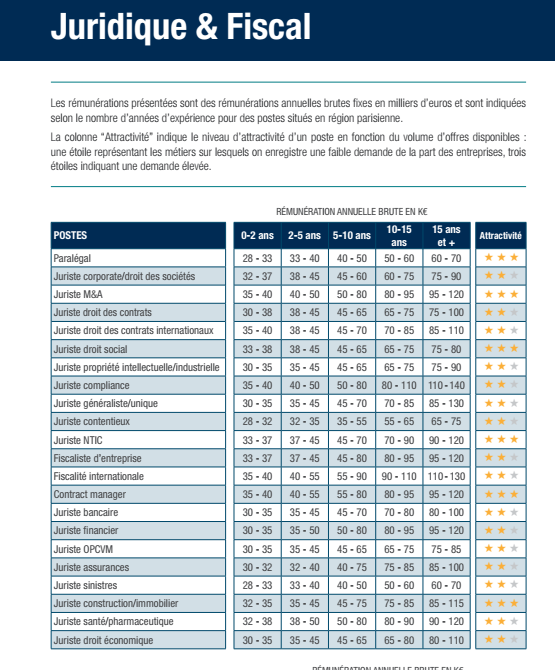 Juridique & Fiscal
Les rémunérations présentées sont des rémunérations annuelles brutes fixes en milliers d'euros et sont indiquées
selon le nombre d'années d'expérience pour des postes situés en région parisienne.
La colonne "Attractivité" indique le niveau d'attractivité d'un poste en fonction du volume d'offres disponibles :
une étoile représentant les métiers sur lesquels on enregistre une faible demande de la part des entreprises, trois
étoiles indiquant une demande élevée.
RÉMUNÉRATION ANNUELLE BRUTE EN K€
POSTES 0-2 ans 2-5 ans 5-10 ans 10-15 ans 15 ans et + Attractivité
Paralégal 28 - 33 33 - 40 40 - 50 50 - 60 60 - 70
Juriste corporate/droit des sociétés 32 - 37 38 - 45 45 - 60 60 - 75 75 - 90
Juriste M&A 35 - 40 40 - 50 50 - 80 80 - 95 95 - 120
Juriste droit des contrats 30 - 38 38 - 45 45 - 65 65 - 75 75 - 100
Juriste droit des contrats internationaux 35 - 40 38 - 45 45 - 70 70 - 85 85 - 110
Juriste droit social 33 - 38 38 - 45 45 - 65 65 - 75 75 - 80
Juriste propriété intellectuelle/industrielle 30 - 35 35 - 45 45 - 65 65 - 75 75 - 90
Juriste compliance 35 - 40 40 - 50 50 - 80 80 - 110 110-140
Juriste généraliste/unique 30 - 35 35 - 45 45 - 70 70 - 85 85 - 130
Juriste contentieux 28 - 32 32 - 35 35 - 55 55 - 65 65 - 75
Juriste NTIC 33 - 37 37 - 45 45 - 70 70 - 90 90 - 120
Fiscaliste d'entreprise 33 - 37 37 - 45 45 - 80 80 - 95 95 - 120
Fiscalité internationale 35 - 40 40 - 55 55 - 90 90 - 110 110-130
Contract manager 35 - 40 40 - 55 55 - 80 80 - 95 95 - 120
Juriste bancaire 30 - 35 35 - 45 45 - 70 70 - 80 80 - 100
Juriste financier 30 - 35 35 - 50 50 - 80 80 - 95 95 - 120
Juriste OPCVM 30 - 35 35 - 45 45 - 65 65 - 75 75 - 85
Juriste assurances 30 - 32 32 - 40 40 - 75 75 - 85 85 - 100
Juriste sinistres 28 - 33 33 - 40 40 - 50 50 - 60 60 - 70
Juriste construction/immobilier 32 - 35 35 - 45 45 - 75 75 - 85 85 - 115
Juriste santé/pharmaceutique 32 - 38 38 - 50 50 - 80 80 - 90 90 - 120
Juriste droit économique 30 - 35 35 - 45 45 - 65 65 - 80 80 - 110
RÉMUNÉRATION ANNUELLE BRUTE EN K€